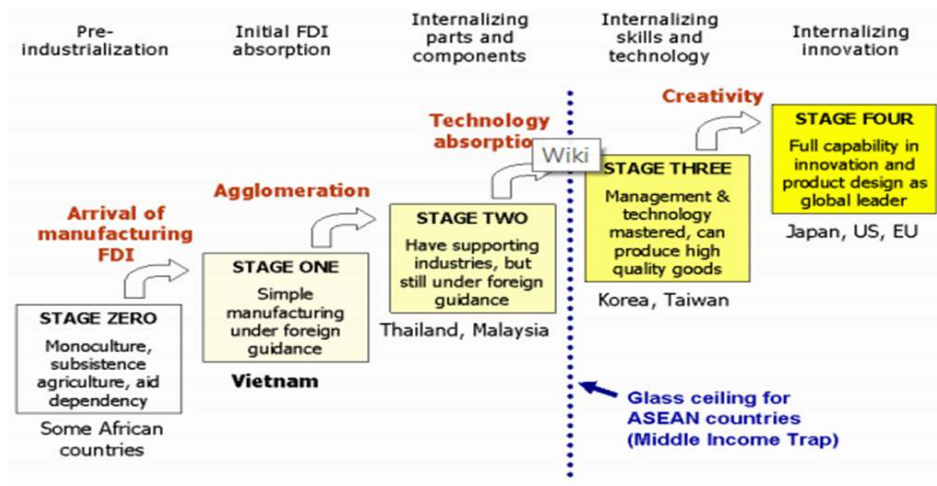 Pre-
industrialization
Initial FDI
absorption
Internalizing
parts and
components
Internalizing
skills and
technology
Internalizing
innovation
Arrival of
manufacturing
FDI
Agglomeration
Technology
absorption
Wiki
Creativity
STAGE ZERO
Monoculture,
subsistence
agriculture, aid
dependency
Some African
countries
STAGE ONE
Simple
manufacturing
under foreign
guidance
Vietnam
STAGE TWO
Have supporting
industries, but
still under foreign
guidance
Thailand, Malaysia
STAGE THREE
Management &
technology
mastered, can
produce high
quality goods
Korea, Taiwan
STAGE FOUR
Full capability in
innovation and
product design as
global leader
Japan, US, EU
Glass ceiling for
ASEAN countries
(Middle Income Trap)